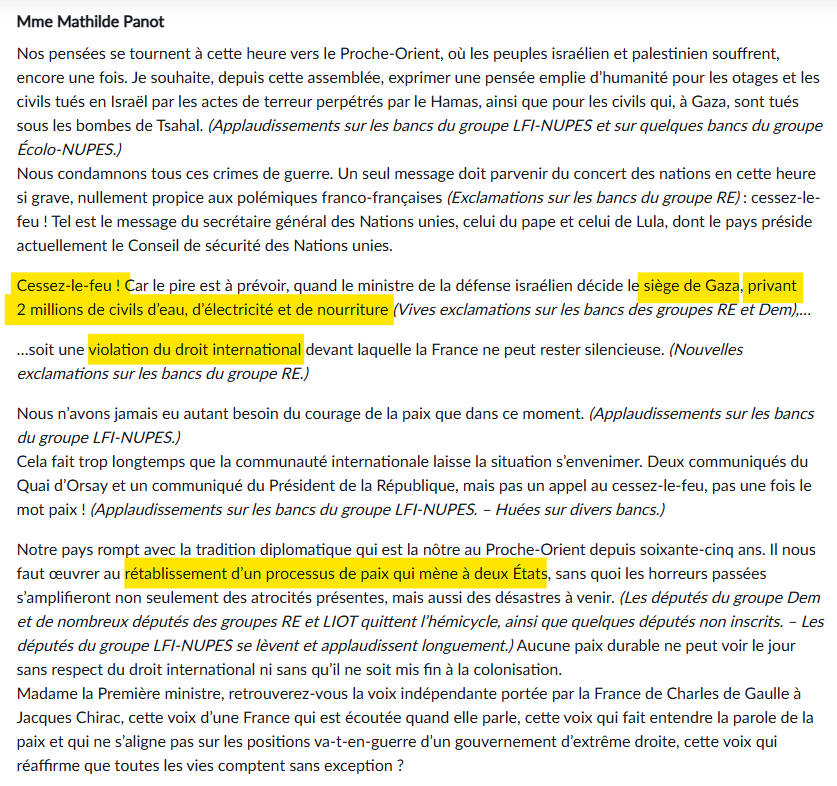 Mme Mathilde Panot
Nos pensées se tournent à cette heure vers le Proche-Orient, où les peuples israélien et palestinien souffrent,
encore une fois. Je souhaite, depuis cette assemblée, exprimer une pensée emplie d’humanité pour les otages et les
civils tués en Israël par les actes de terreur perpétrés par le Hamas, ainsi que pour les civils qui, à Gaza, sont tués
sous les bombes de Tsahal. (Applaudissements sur les bancs du groupe LFI-NUPES et sur quelques bancs du groupe
Écolo-NUPES.)
Nous condamnons tous ces crimes de guerre. Un seul message doit parvenir du concert des nations en cette heure
si grave, nullement propice aux polémiques franco-françaises (Exclamations sur les bancs du groupe RE) : cessez-le-
feu ! Tel est le message du secrétaire général des Nations unies, celui du pape et celui de Lula, dont le pays préside
actuellement le Conseil de sécurité des Nations unies.
Cessez-le-feu ! Car le pire est à prévoir, quand le ministre de la défense israélien décide le siège de Gaza, privant
2 millions de civils d’eau, d’électricité et de nourriture (Vives exclamations sur les bancs des groupes RE et Dem),…
…soit une violation du droit international devant laquelle la France ne peut rester silencieuse. (Nouvelles
exclamations sur les bancs du groupe RE.)
Nous n’avons jamais eu autant besoin du courage de la paix que dans ce moment. (Applaudissements sur les bancs
du groupe LFI-NUPES.)
Cela fait trop longtemps que la communauté internationale laisse la situation s’envenimer. Deux communiqués du
Quai d’Orsay et un communiqué du Président de la République, mais pas un appel au cessez-le-feu, pas une fois le
mot paix ! (Applaudissements sur les bancs du groupe LFI-NUPES. – Huées sur divers bancs.)
Notre pays rompt avec la tradition diplomatique qui est la nôtre au Proche-Orient depuis soixante-cinq ans. Il nous
faut œuvrer au rétablissement d’un processus de paix qui mène à deux États, sans quoi les horreurs passées
s’amplifieront non seulement des atrocités présentes, mais aussi des désastres à venir. (Les députés du groupe Dem
et de nombreux députés des groupes RE et LIOT quittent l’hémicycle, ainsi que quelques députés non inscrits. – Les
députés du groupe LFI-NUPES se lèvent et applaudissent longuement.) Aucune paix durable ne peut voir le jour
sans respect du droit international ni sans qu’il ne soit mis fin à la colonisation.
Madame la Première ministre, retrouverez-vous la voix indépendante portée par la France de Charles de Gaulle à
Jacques Chirac, cette voix d’une France qui est écoutée quand elle parle, cette voix qui fait entendre la parole de la
paix et qui ne s’aligne pas sur les positions va-t-en-guerre d’un gouvernement d’extrême droite, cette voix qui
réaffirme que toutes les vies comptent sans exception ?